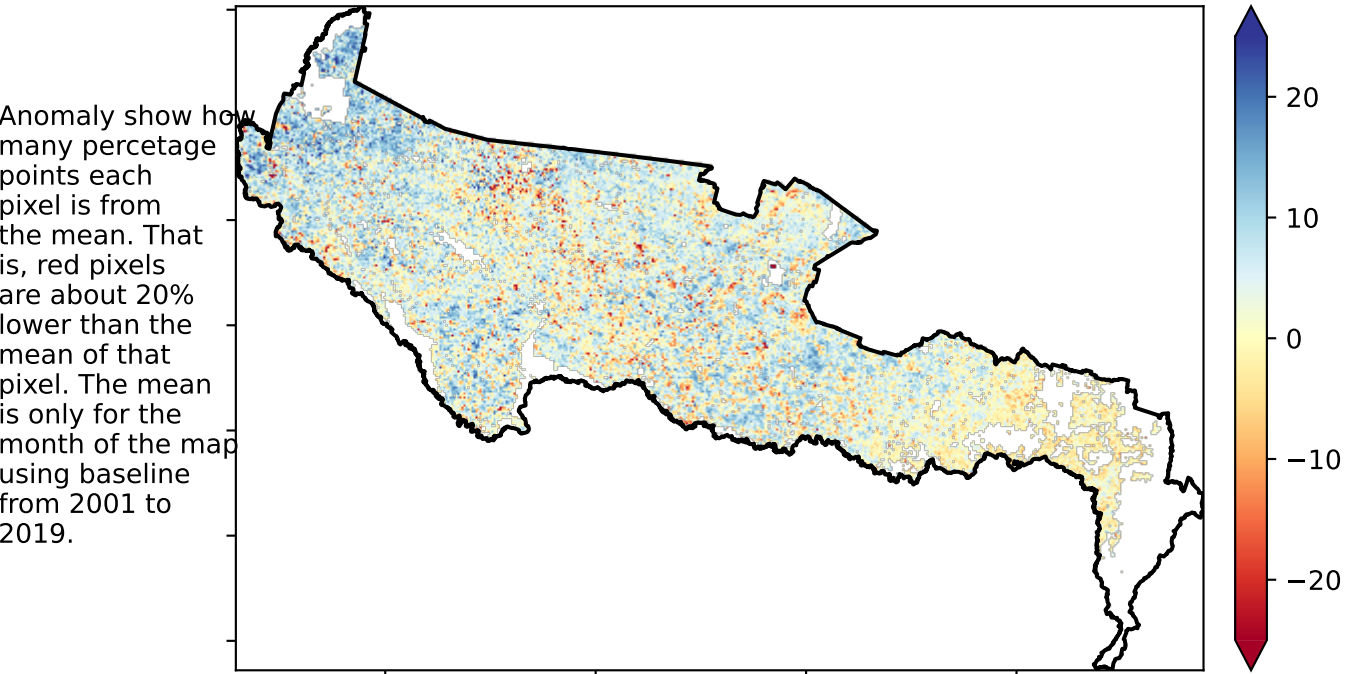 Anomaly show how
many percetage
points each
pixel is from
the mean. That
is, red pixels
are about 20%
lower than the
mean of that
pixel. The mean
is only for the
month of the map
using baseline
from 2001 to
2019.
20
10
0
−10
−20